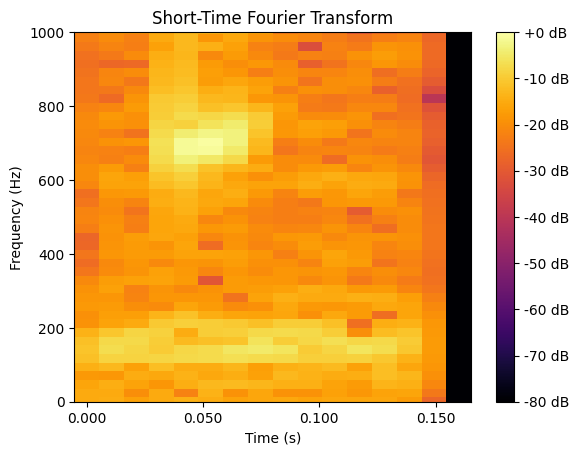 Short-Time Fourier Transform
1000
800
600
400
200
0
Frequency (Hz)
0.000
0.050
0.100
0.150
Time (s)
+0 dB
-10 dB
-20 dB
-30 dB
-40 dB
-50 dB
-60 dB
-70 dB
-80 dB